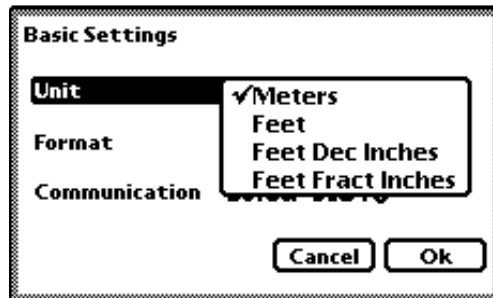 Basic Settings
Unit
✓Meters
Feet
Format
Feet Dec Inches
Communication
Feet Fract Inches
Cancel
Ok